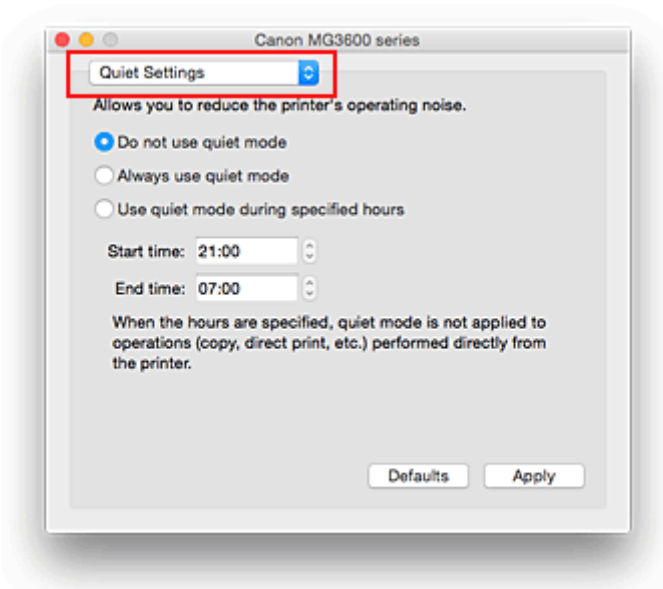 Canon MG3600 series
Quiet Settings
Allows you to reduce the printer's operating noise.
Do not use quiet mode
Always use quiet mode
Use quiet mode during specified hours
Start time: 21:00
End time: 07:00
When the hours are specified, quiet mode is not applied to
operations (copy, direct print, etc.) performed directly from
the printer.
Defaults Apply